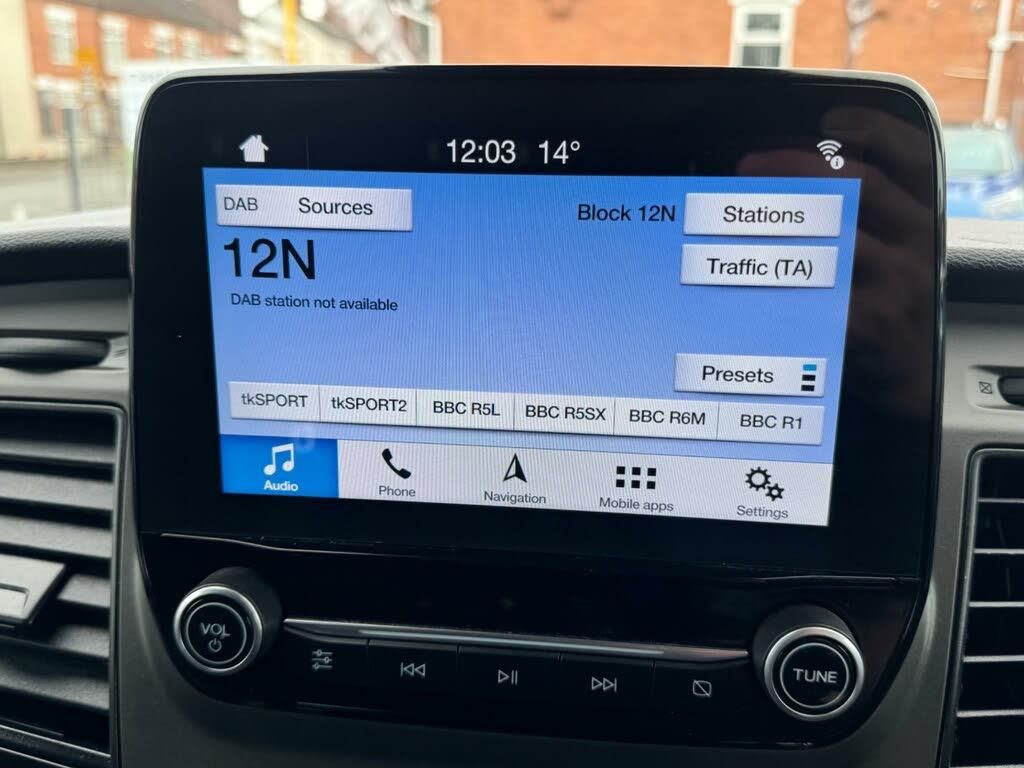 12:03 14°
DAB Sources
Block 12N
Stations
12N
Traffic (TA)
DAB station not available
Presets
tkSPORT
tkSPORT2
BBC R5L
BBC R5SX
BBC R6M
BBC R1
Audio
Phone
Navigation
Mobile apps
Settings
VOL
TUNE